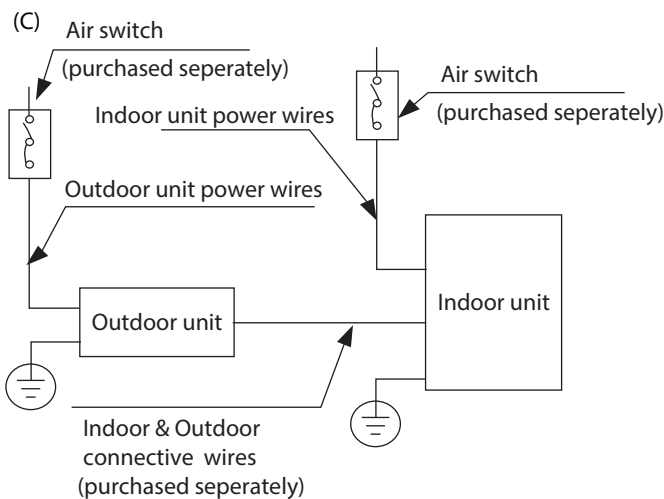 (C)
Air switch
(purchased seperately)
Air switch
(purchased seperately)
Indoor unit power wires
Outdoor unit power wires
Outdoor unit
Indoor unit
Indoor & Outdoor
connective wires
(purchased seperately)